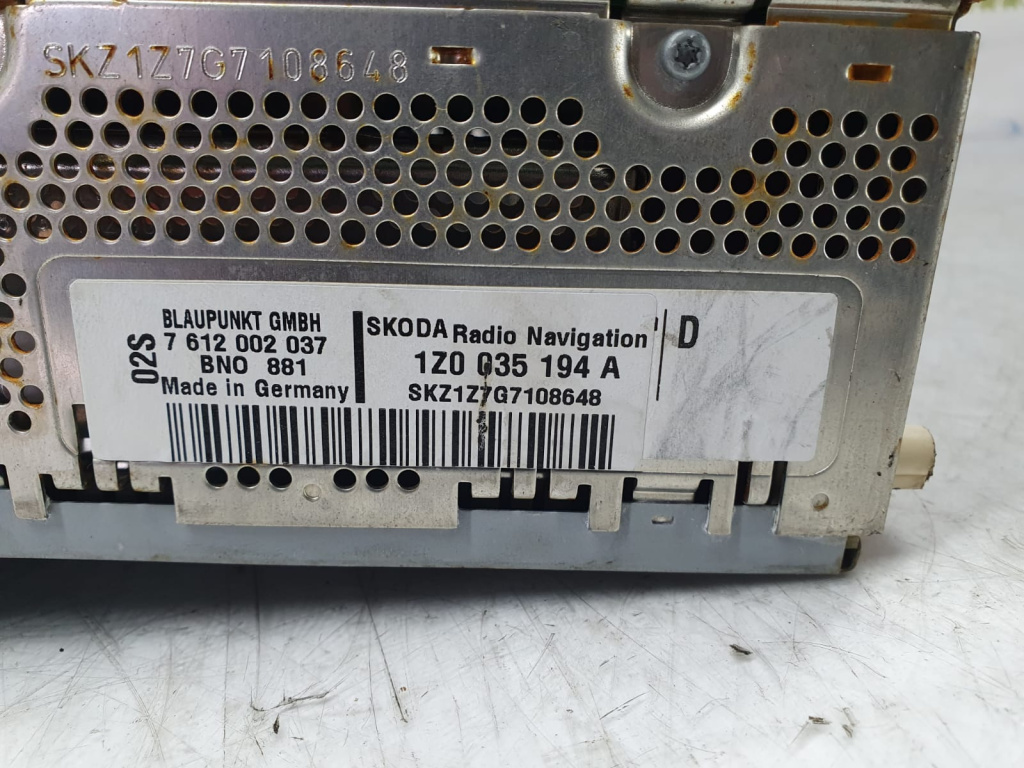 SKZ1Z7G7108648
02S
BLAUPUNKT GMBH
7 612 002 037
BNO 881
Made in Germany
SKODA Radio Navigation
1Z0 035 194 A
SKZ1Z7G7108648
D